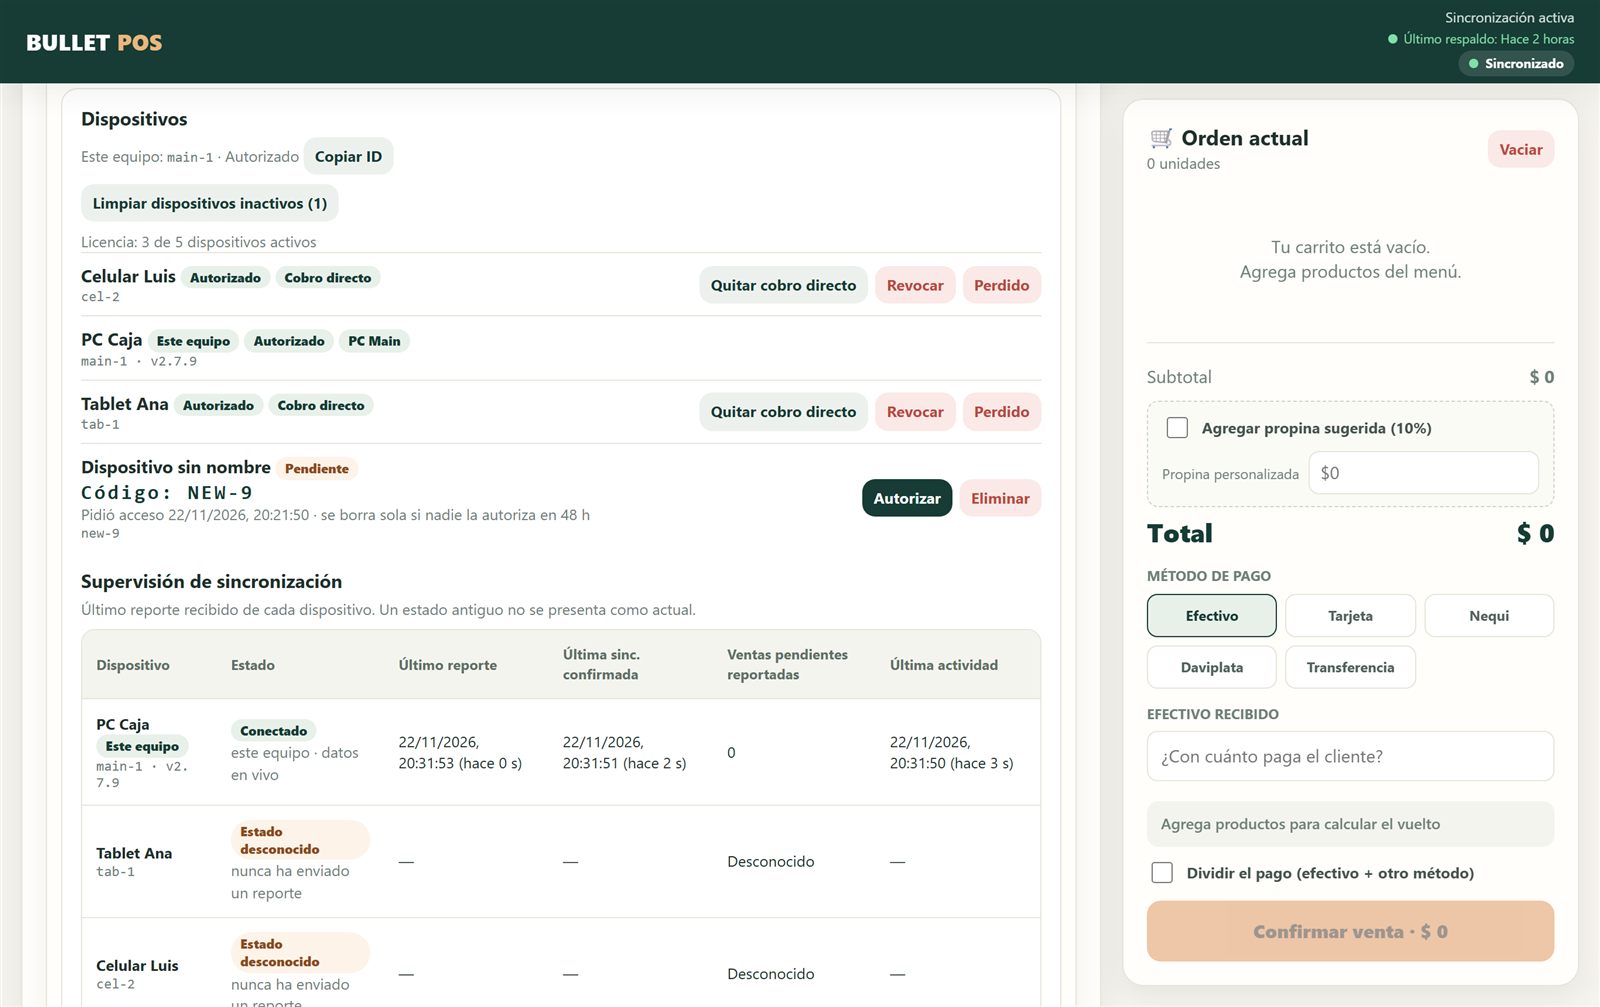 BULLET POS
Sincronización activa
Último respaldo: Hace 2 horas
Sincronizado
Dispositivos
Este equipo: main-1 · Autorizado Copiar ID
Limpiar dispositivos inactivos (1)
Licencia: 3 de 5 dispositivos activos
Celular Luis Autorizado Cobro directo
cel-2
Quitar cobro directo Revocar Perdido
PC Caja Este equipo Autorizado PC Main
main-1 · v2.7.9
Tablet Ana Autorizado Cobro directo
tab-1
Quitar cobro directo Revocar Perdido
Dispositivo sin nombre Pendiente
Código: NEW-9
Pidió acceso 22/11/2026, 20:21:50 · se borra sola si nadie la autoriza en 48 h
new-9
Autorizar Eliminar
Supervisión de sincronización
Último reporte recibido de cada dispositivo. Un estado antiguo no se presenta como actual.
Dispositivo
Estado
Último reporte
Última sinc.
confirmada
Ventas pendientes
reportadas
Última actividad
PC Caja
Este equipo
main-1 · v2.
7.9
Conectado
este equipo · datos
en vivo
22/11/2026,
20:31:53 (hace 0 s)
22/11/2026,
20:31:51 (hace 2 s)
0
22/11/2026,
20:31:50 (hace 3 s)
Tablet Ana
tab-1
Estado
desconocido
nunca ha enviado
un reporte
—
—
Desconocido
—
Celular Luis
cel-2
Estado
desconocido
nunca ha enviado
un reporte
—
—
Desconocido
—
Orden actual
0 unidades
Vaciar
Tu carrito está vacío.
Agrega productos del menú.
Subtotal $ 0
Agregar propina sugerida (10%)
Propina personalizada $0
Total $ 0
MÉTODO DE PAGO
Efectivo Tarjeta Nequi
Daviplata Transferencia
EFECTIVO RECIBIDO
¿Con cuánto paga el cliente?
Agrega productos para calcular el vuelto
Dividir el pago (efectivo + otro método)
Confirmar venta · $ 0